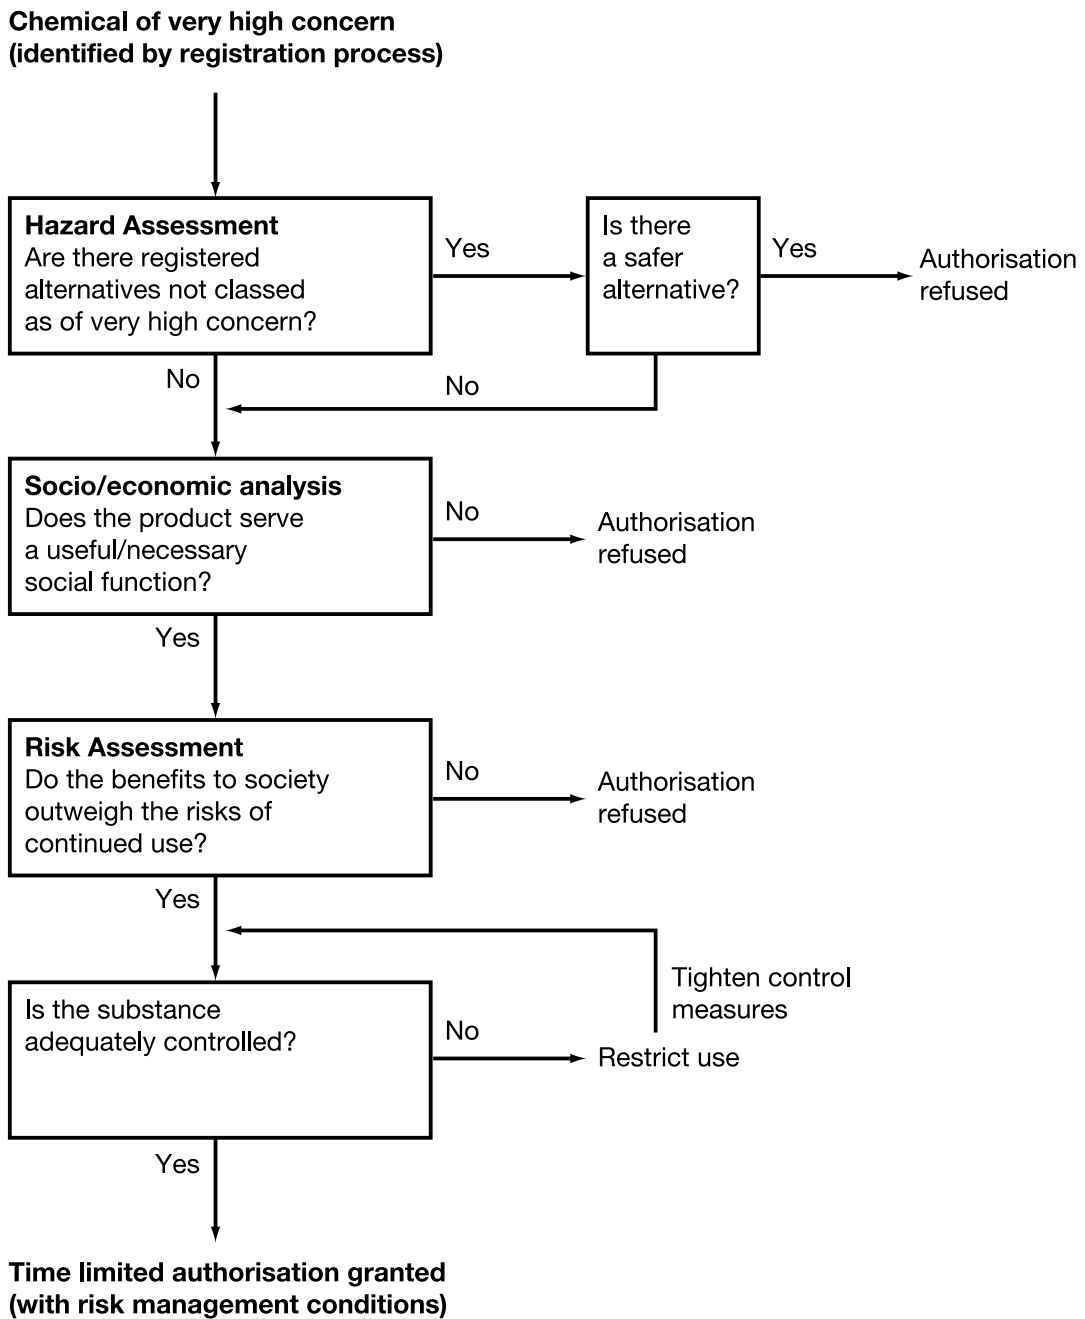 Chemical of very high concern
(identified by registration process)
Hazard Assessment
Are there registered
alternatives not classed
as of very high concern?
Yes
Is there
a safer
alternative?
Yes
Authorisation
refused
No
No
Socio/economic analysis
Does the product serve
a useful/necessary
social function?
No
Authorisation
refused
Yes
Risk Assessment
Do the benefits to society
outweigh the risks of
continued use?
No
Authorisation
refused
Yes
Tighten control
measures
Is the substance
adequately controlled?
No
Restrict use
Yes
Time limited authorisation granted
(with risk management conditions)